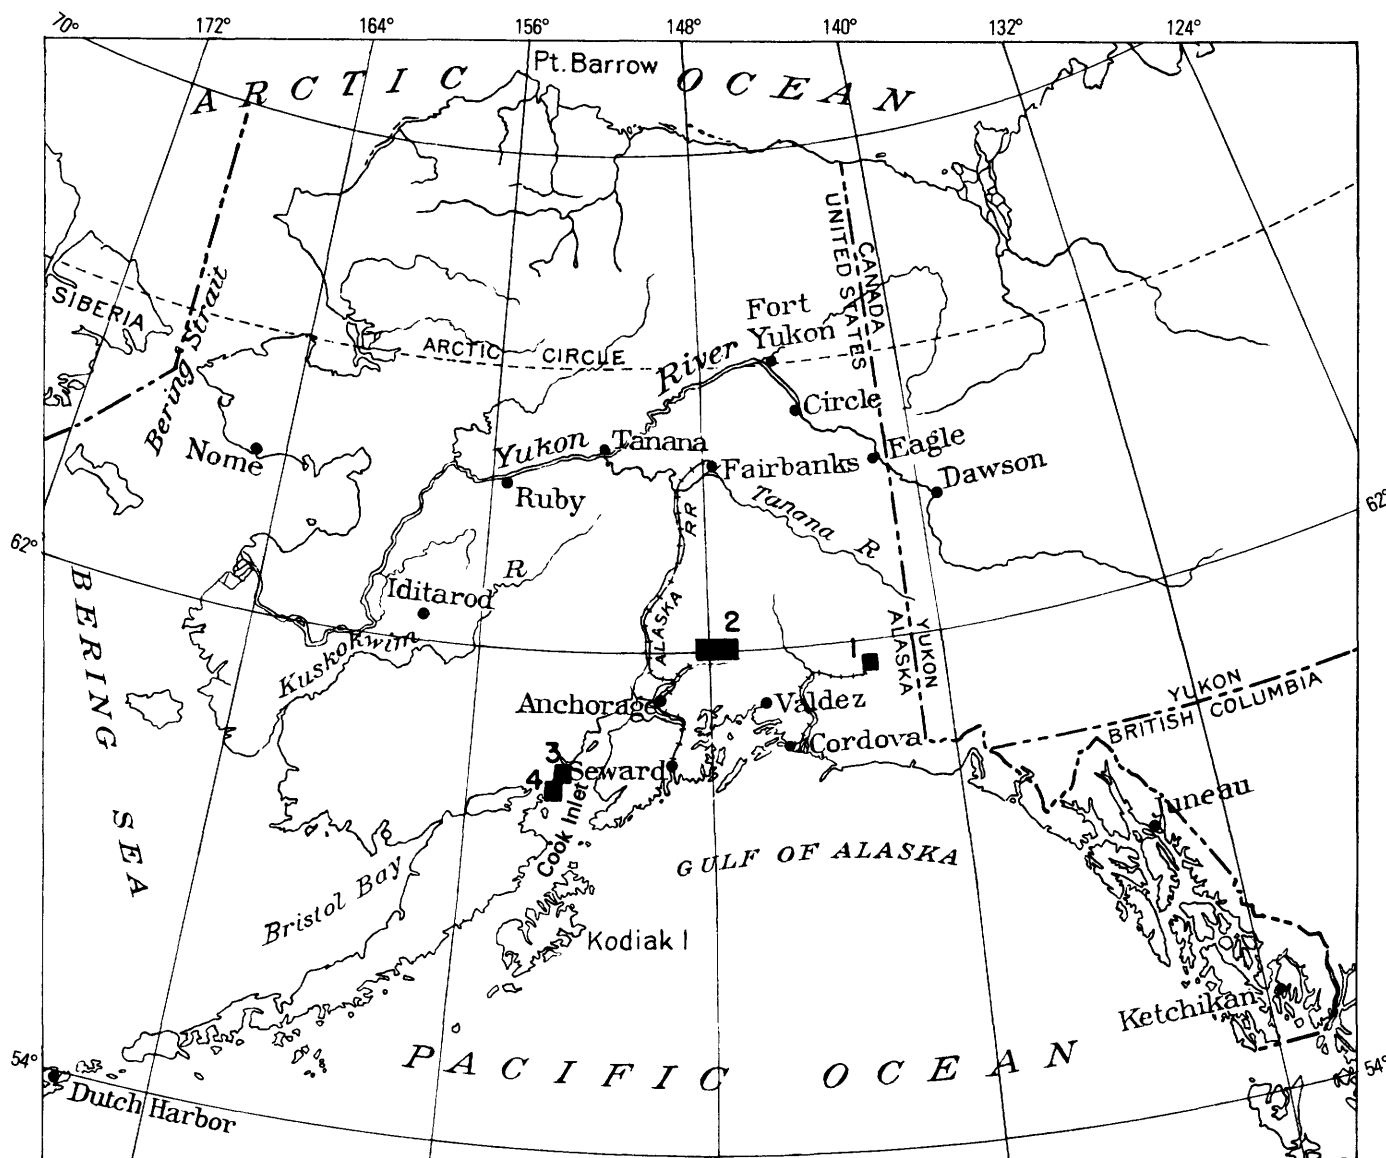 70° 172° 164° 156° 148° 140° 132° 124°
Pt. Barrow
ARCTIC OCEAN
UNITED STATES
CANADA
SIBERIA
Bering Strait
ARCTIC CIRCLE
Fort
Yukon
River
Circle
Nome
Yukon
Tanana
Fairbanks
Eagle
Dawson
Ruby
Tanana R
RR
62°
62°
Iditarod
R
Kuskokwim
ALASKA
2
1
ALASKA
YUKON
BERING SEA
YUKON
BRITISH COLUMBIA
Anchorage
Valdez
Cordova
3
Seward
4
Cook Inlet
Juneau
GULF OF ALASKA
Bristol Bay
Kodiak I
Ketchikan
PACIFIC OCEAN
54°
54°
Dutch Harbor